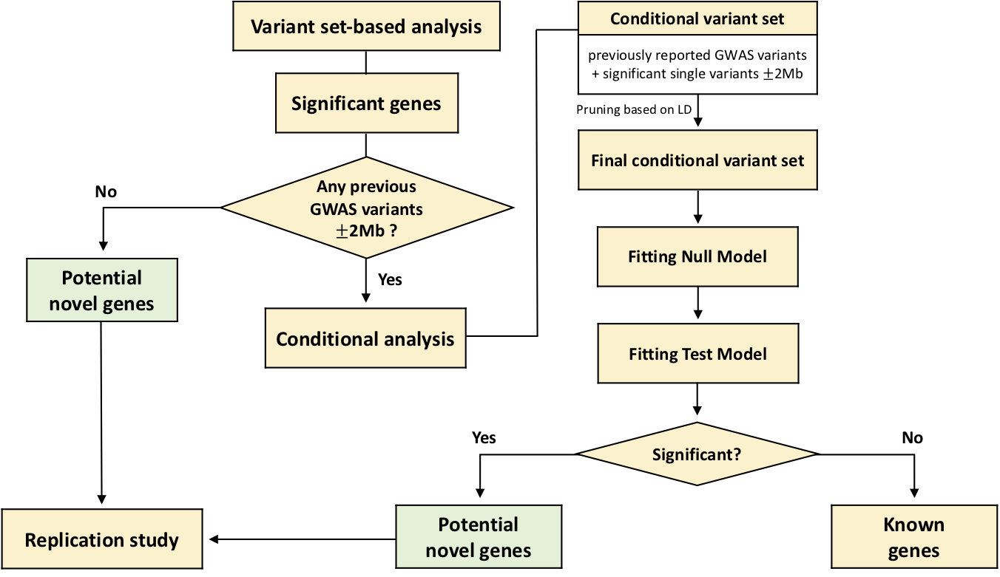 Variant set-based analysis
Significant genes
Any previous
GWAS variants
±2Mb ?
No
Yes
Potential
novel genes
Conditional analysis
Conditional variant set
previously reported GWAS variants
+ significant single variants ±2Mb
Pruning based on LD
Final conditional variant set
Fitting Null Model
Fitting Test Model
Significant?
Yes
No
Potential
novel genes
Known
genes
Replication study